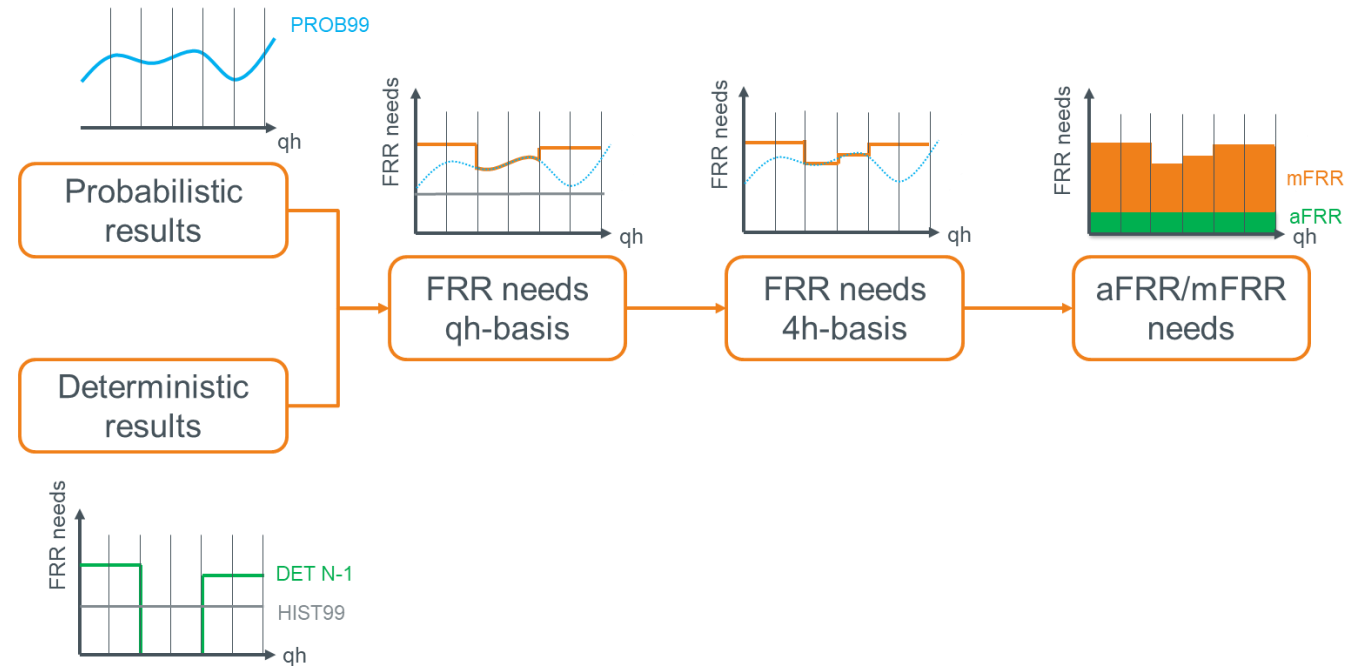 PROB99
qh
Probabilistic
results
Deterministic
results
FRR needs
DET N-1
HIST99
qh
FRR needs
qh
FRR needs
qh-basis
FRR needs
qh
FRR needs
4h-basis
FRR needs
mFRR
aFRR
qh
aFRR/mFRR
needs